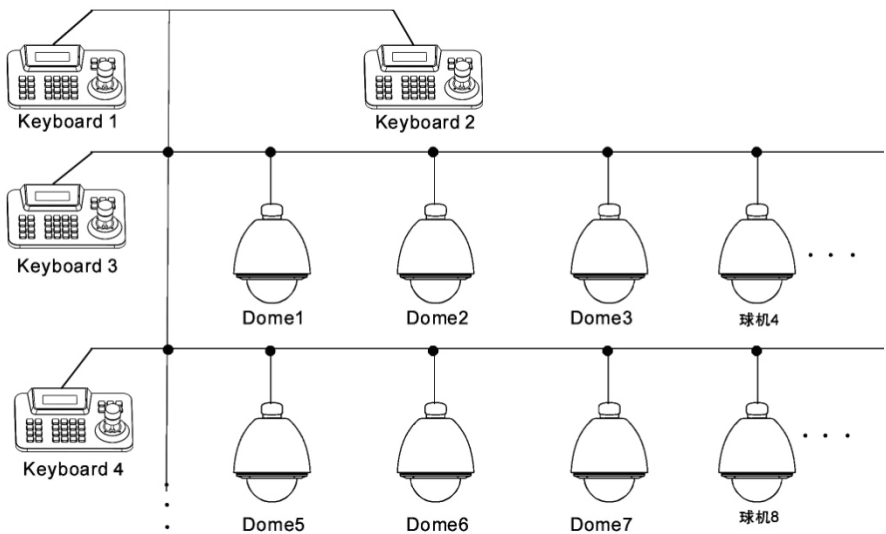 Keyboard 1
Keyboard 2
Keyboard 3
Dome1
Dome2
Dome3
球机4
Keyboard 4
Dome5
Dome6
Dome7
球机8